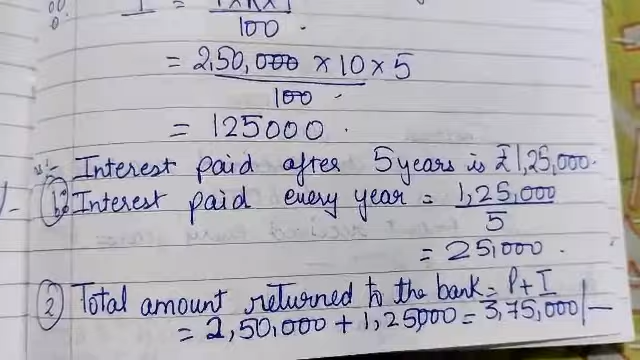 I = P×R×T
100
= 2,50,000 × 10 × 5
100
= 125000.
∴ Interest paid after 5 years is ₹1,25,000.
(b) Interest paid every year = 1,25,000
5
= 25,000.
(2) Total amount returned to the bank = P+I
= 2,50,000 + 1,25,000 = 3,75,000/—